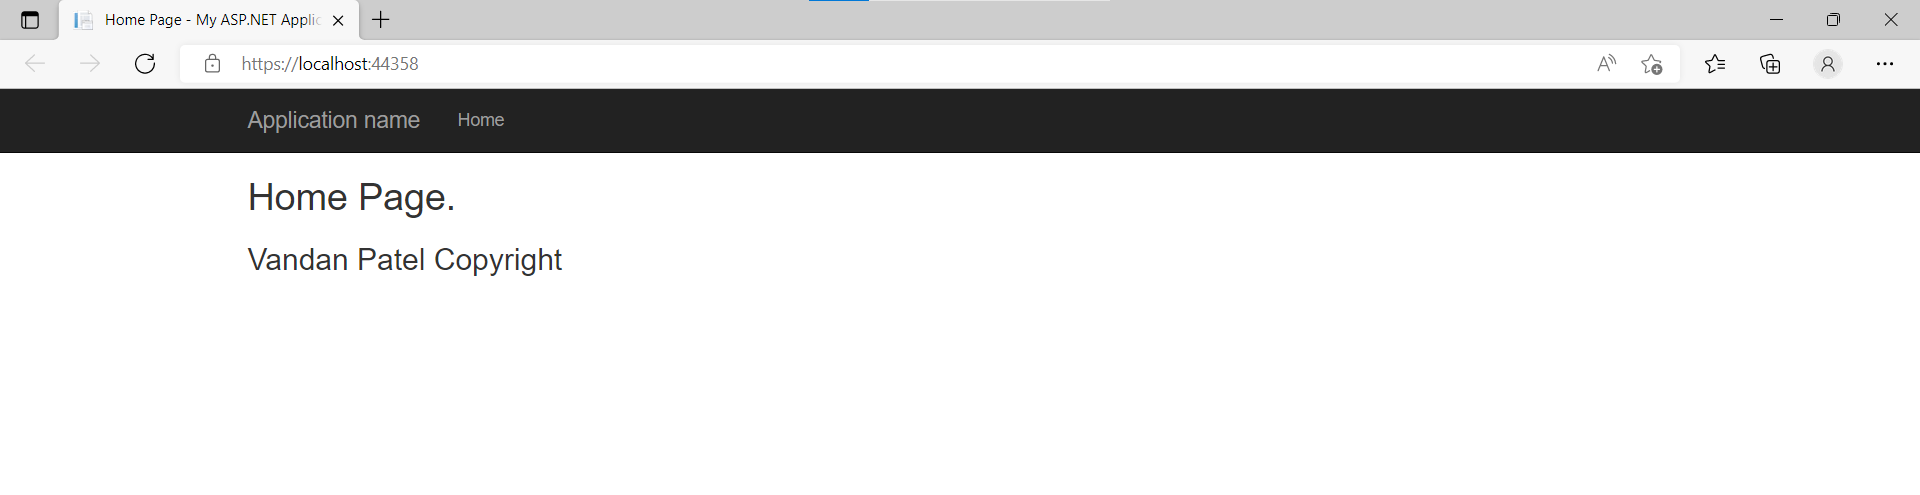 Home Page - My ASP.NET Applic
https://localhost:44358
Application name Home
Home Page.
Vandan Patel Copyright